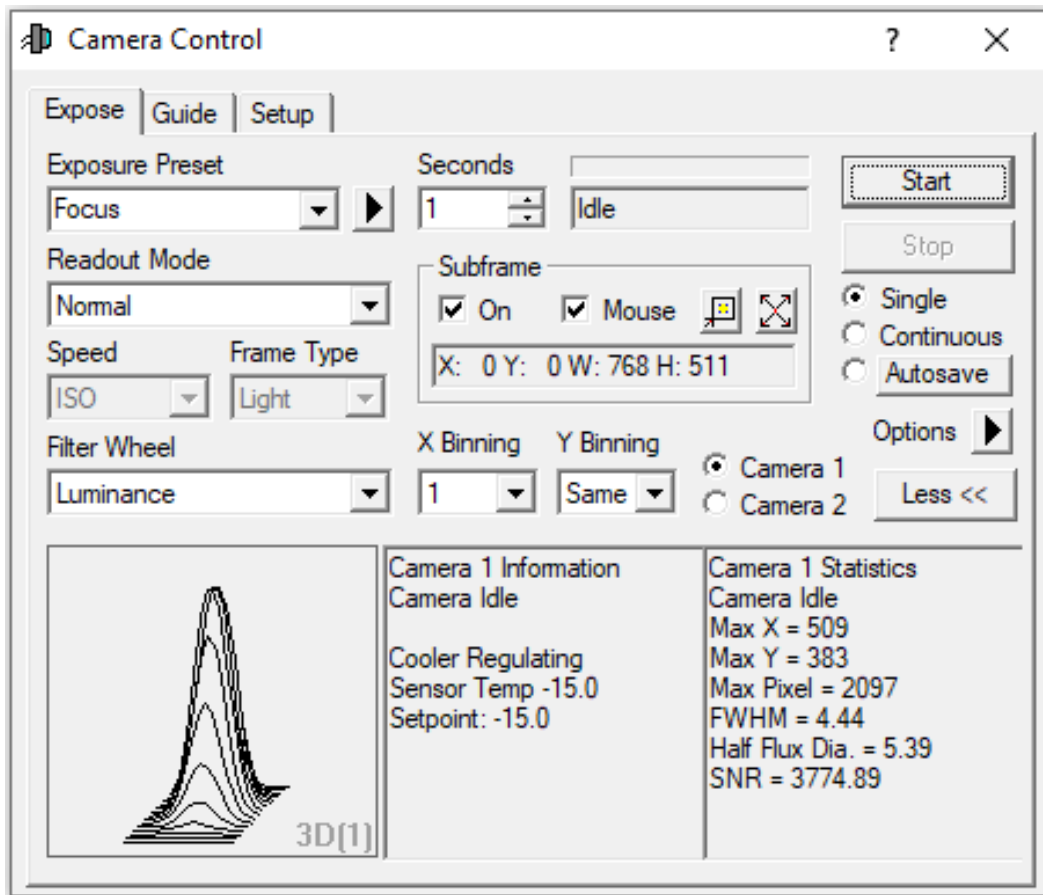 Camera Control
?
Expose Guide Setup
Exposure Preset
Focus
Seconds
1
Idle
Start
Stop
Readout Mode
Normal
Subframe
On Mouse
X: 0 Y: 0 W: 768 H: 511
Single
Continuous
Autosave
Speed Frame Type
ISO Light
Options
Filter Wheel
Luminance
X Binning Y Binning
1 Same
Camera 1
Camera 2
Less <<
3D(1)
Camera 1 Information
Camera Idle
Cooler Regulating
Sensor Temp -15.0
Setpoint: -15.0
Camera 1 Statistics
Camera Idle
Max X = 509
Max Y = 383
Max Pixel = 2097
FWHM = 4.44
Half Flux Dia. = 5.39
SNR = 3774.89